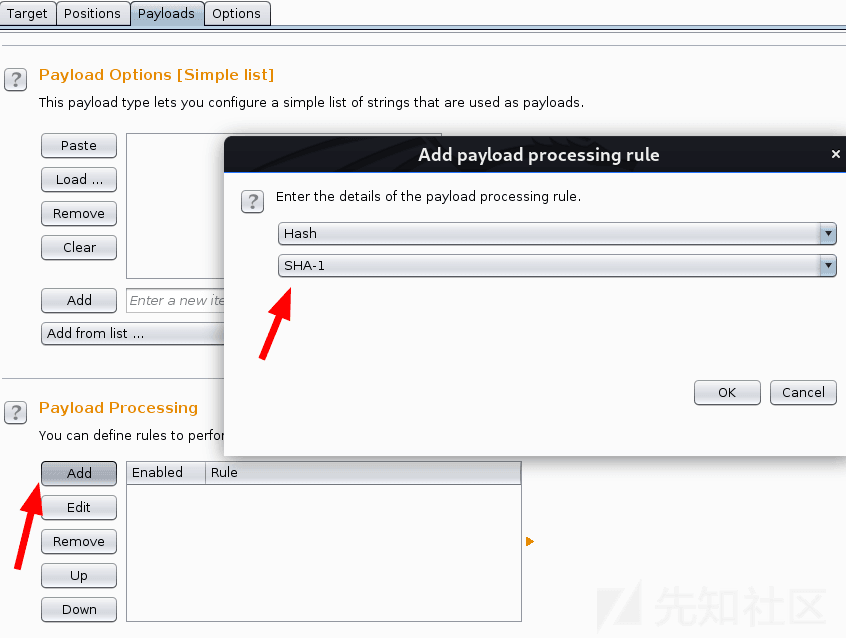 Target Positions Payloads Options
? Payload Options [Simple list]
This payload type lets you configure a simple list of strings that are used as payloads.
Paste
Load ...
Remove
Clear
Add Enter a new ite
Add from list ...
Add payload processing rule ×
? Enter the details of the payload processing rule.
Hash
SHA-1
OK Cancel
? Payload Processing
You can define rules to perfor
Add Enabled Rule
Edit
Remove
Up
Down
先知社区